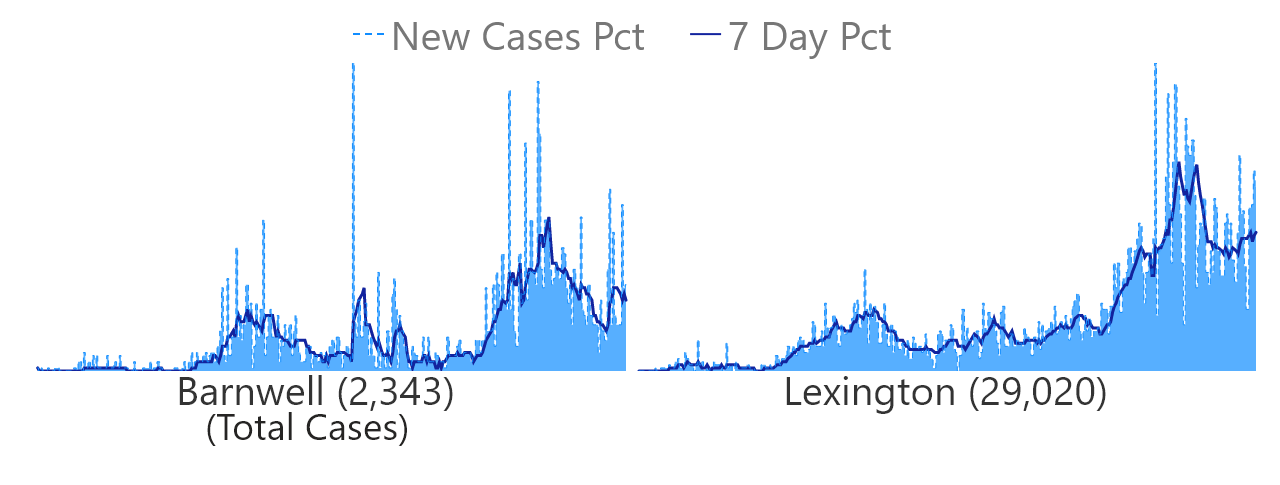 New Cases Pct 7 Day Pct
Barnwell (2,343)
(Total Cases)
Lexington (29,020)